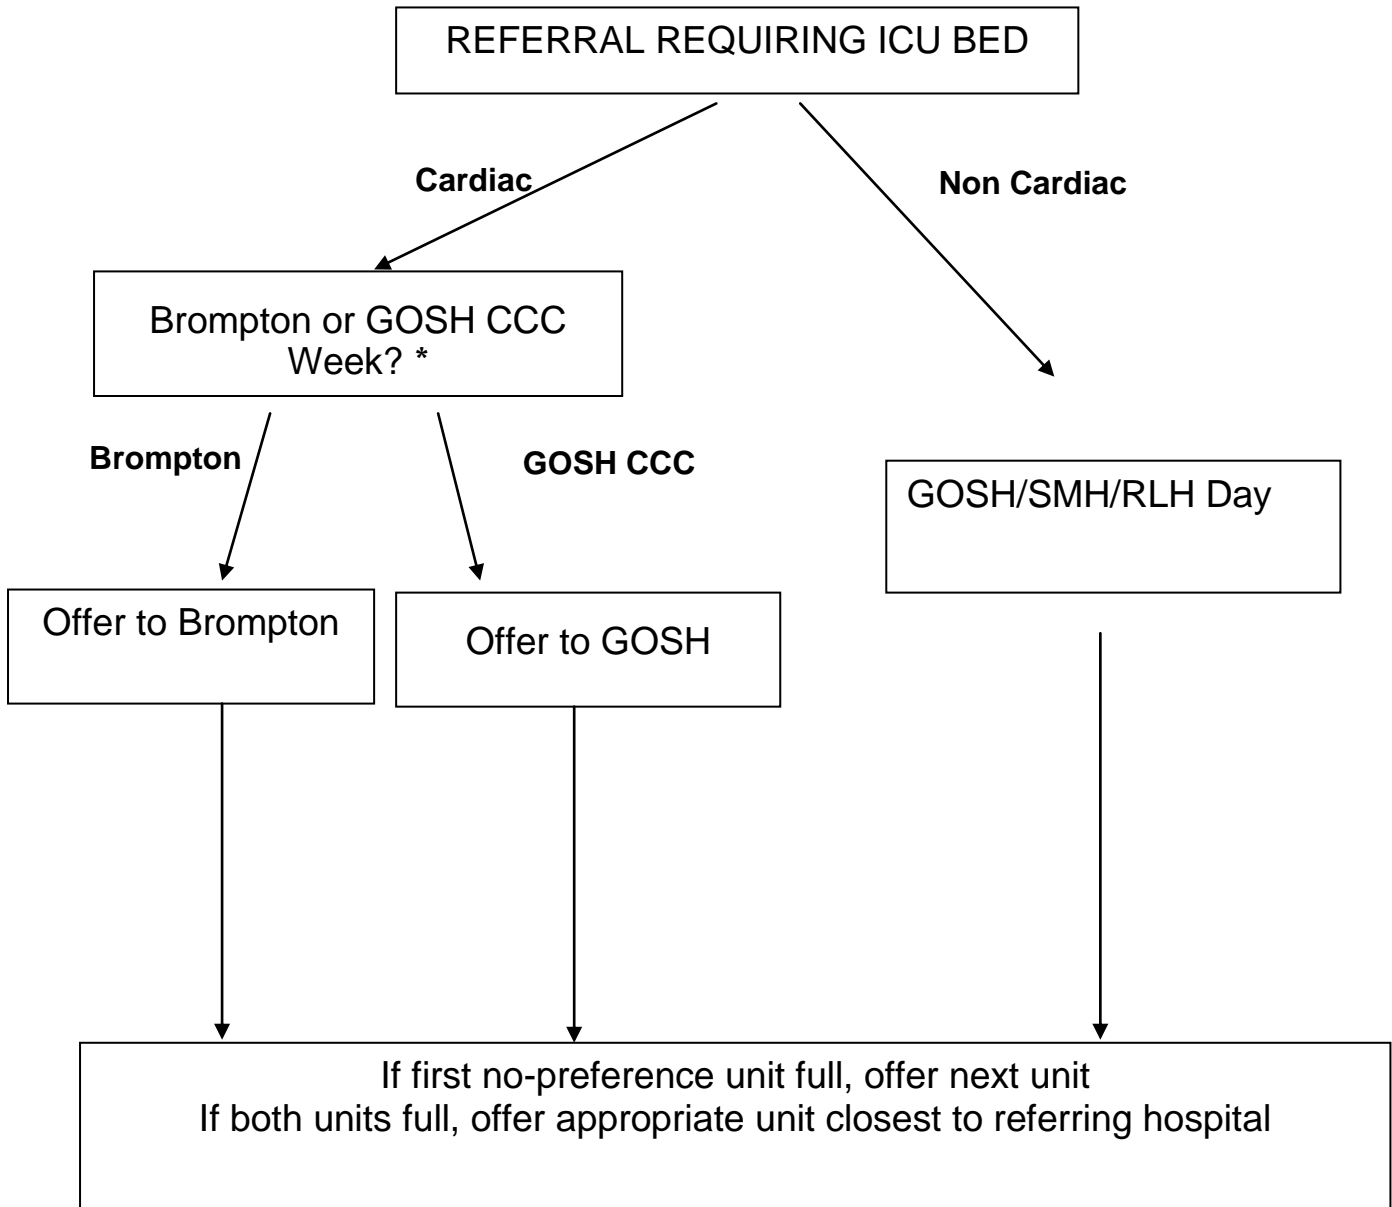 REFERRAL REQUIRING ICU BED
Cardiac
Non Cardiac
Brompton or GOSH CCC
Week? *
Brompton
GOSH CCC
GOSH/SMH/RLH Day
Offer to Brompton
Offer to GOSH
If first no-preference unit full, offer next unit
If both units full, offer appropriate unit closest to referring hospital